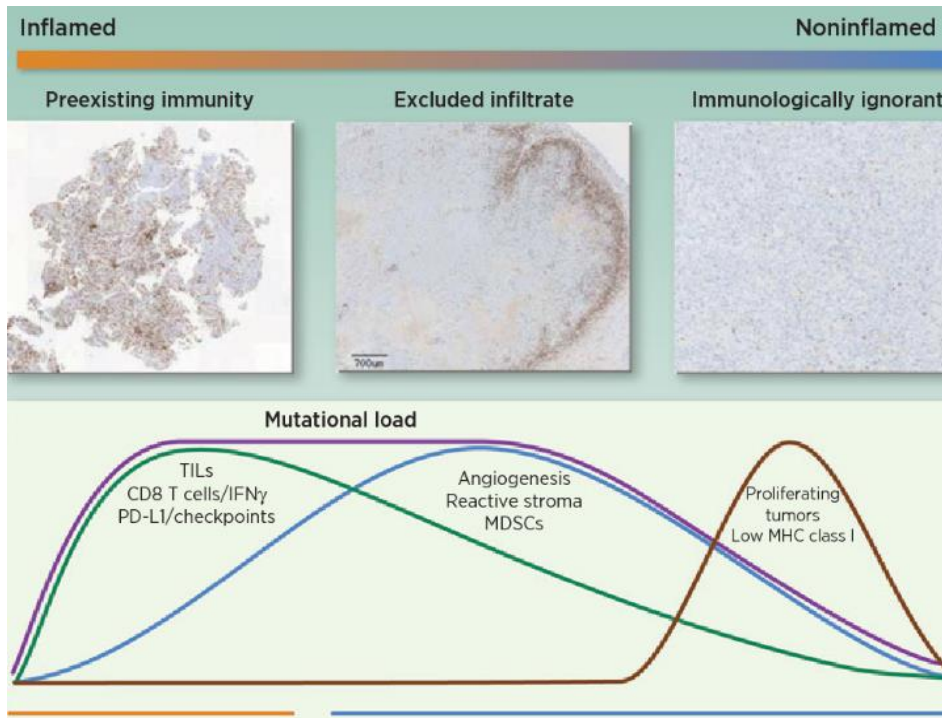 Inflamed
Noninflamed
Preexisting immunity
Excluded infiltrate
Immunologically ignorant
700µm
Mutational load
TILs
CD8 T cells/IFNγ
PD-L1/checkpoints
Angiogenesis
Reactive stroma
MDSCs
Proliferating
tumors
Low MHC class I